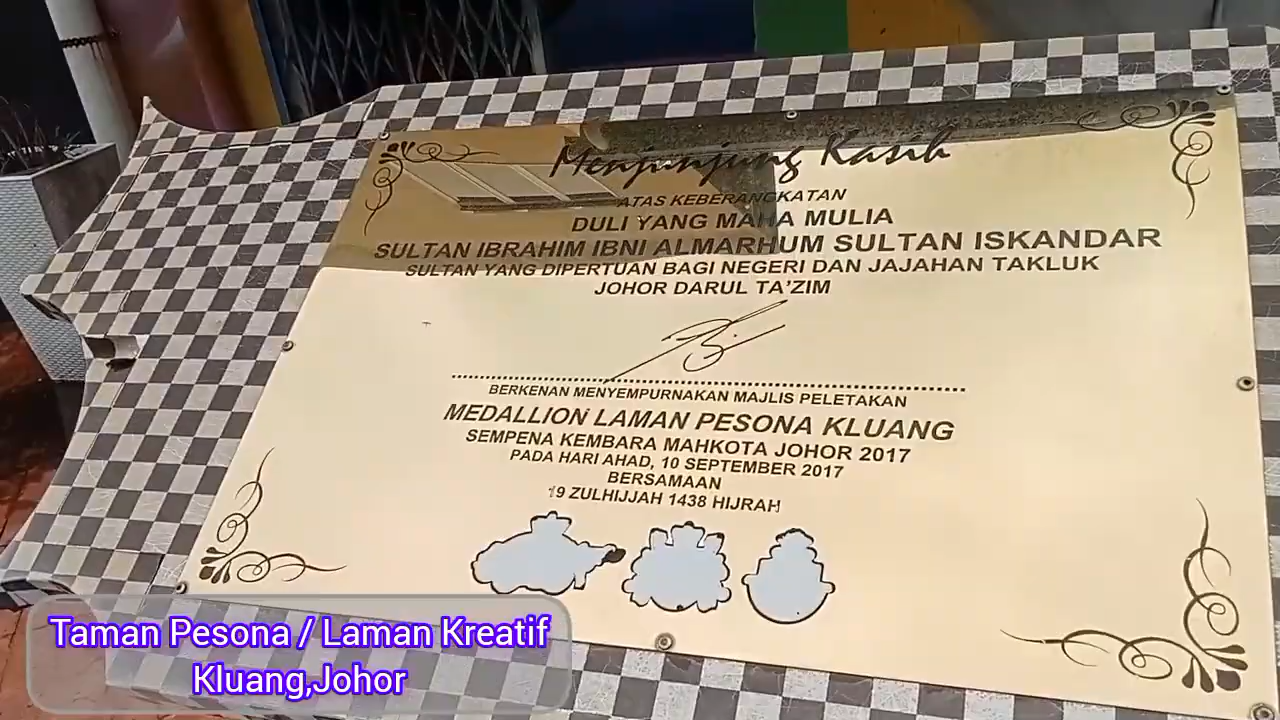 Menjunjung Kasih
ATAS KEBERANGKATAN
DULI YANG MAHA MULIA
SULTAN IBRAHIM IBNI ALMARHUM SULTAN ISKANDAR
SULTAN YANG DIPERTUAN BAGI NEGERI DAN JAJAHAN TAKLUK
JOHOR DARUL TA'ZIM
BERKENAN MENYEMPURNAKAN MAJLIS PELETAKAN
MEDALLION LAMAN PESONA KLUANG
SEMPENA KEMBARA MAHKOTA JOHOR 2017
PADA HARI AHAD, 10 SEPTEMBER 2017
BERSAMAAN
19 ZULHIJJAH 1438 HIJRAH
Taman Pesona / Laman Kreatif
Kluang,Johor